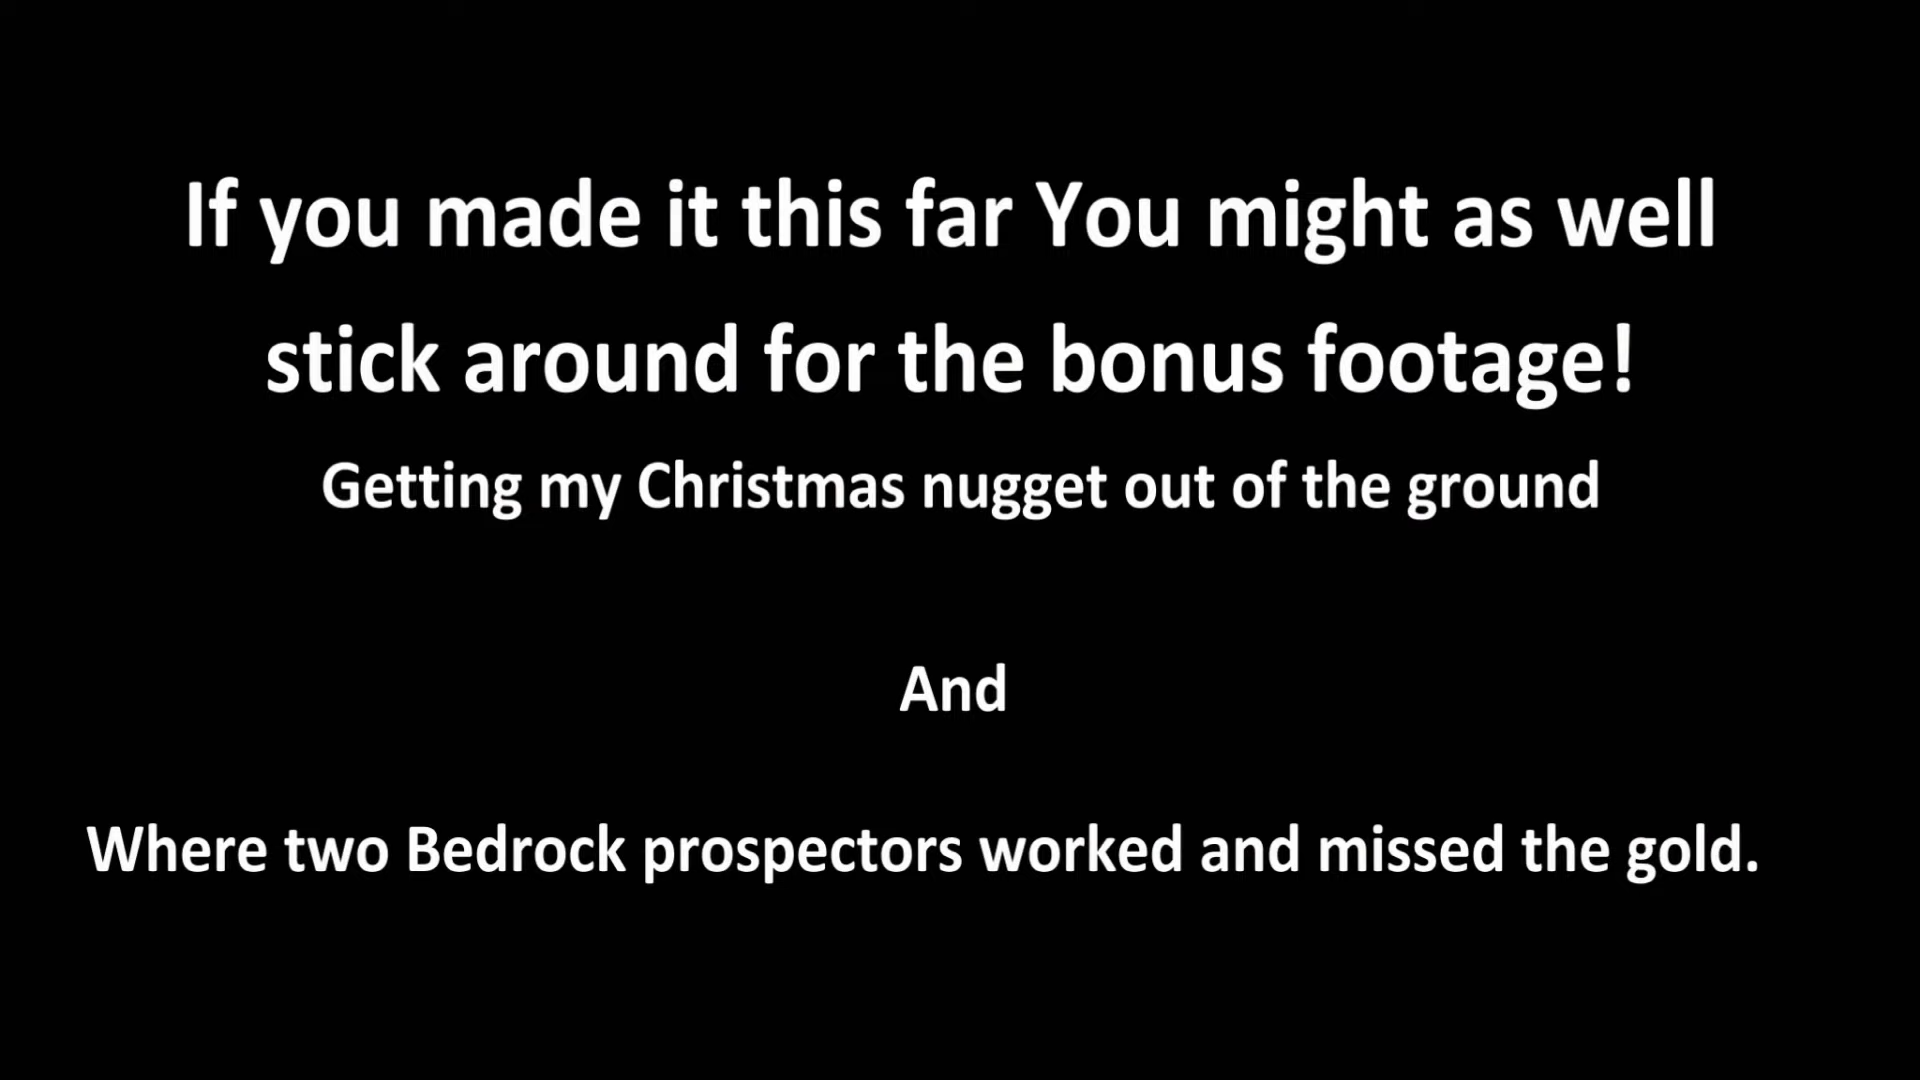 If you made it this far You might as well
stick around for the bonus footage!
Getting my Christmas nugget out of the ground
And
Where two Bedrock prospectors worked and missed the gold.